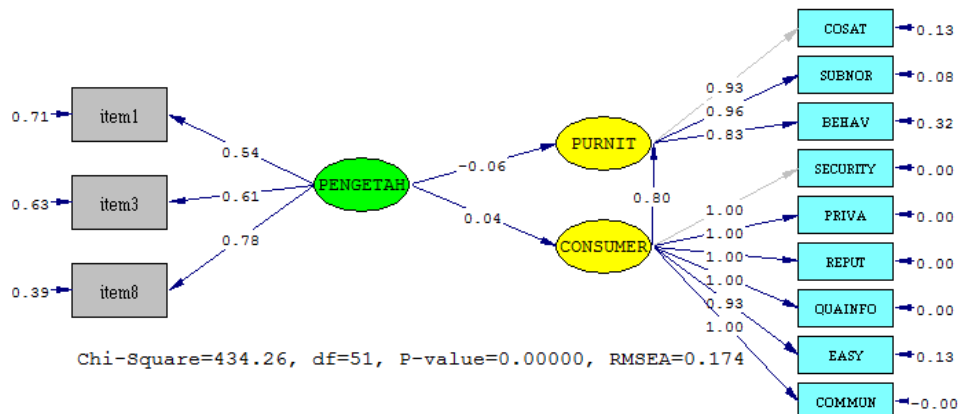 COSAT
0.13
0.93
SUBNOR
0.08
0.96
0.71
item1
BEHAV
0.32
0.83
PURNIT
0.54
-0.06
SECURITY
0.00
PENGETAH
0.63
item3
0.61
0.80
1.00
PRIVA
0.00
0.04
1.00
CONSUMER
0.78
1.00
REPUT
0.00
1.00
0.39
item8
0.93
QUAINFO
0.00
1.00
Chi-Square=434.26, df=51, P-value=0.00000, RMSEA=0.174
EASY
0.13
COMMUN
-0.00